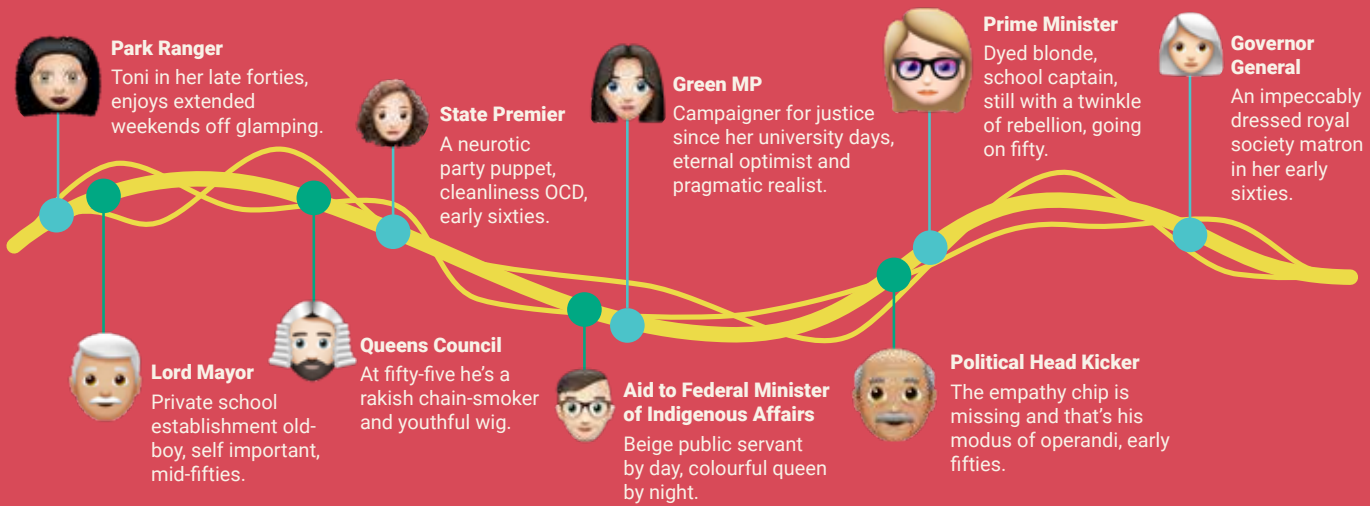 Park Ranger
Toni in her late forties,
enjoys extended
weekends off glamping.
State Premier
A neurotic
party puppet,
cleanliness OCD,
early sixties.
Green MP
Campaigner for justice
since her university days,
eternal optimist and
pragmatic realist.
Prime Minister
Dyed blonde,
school captain,
still with a twinkle
of rebellion, going
on fifty.
Governor
General
An impeccably
dressed royal
society matron
in her early
sixties.
Lord Mayor
Private school
establishment old-
boy, self important,
mid-fifties.
Queens Council
At fifty-five he's a
rakish chain-smoker
and youthful wig.
Aid to Federal Minister
of Indigenous Affairs
Beige public servant
by day, colourful queen
by night.
Political Head Kicker
The empathy chip is
missing and that's his
modus of operandi, early
fifties.